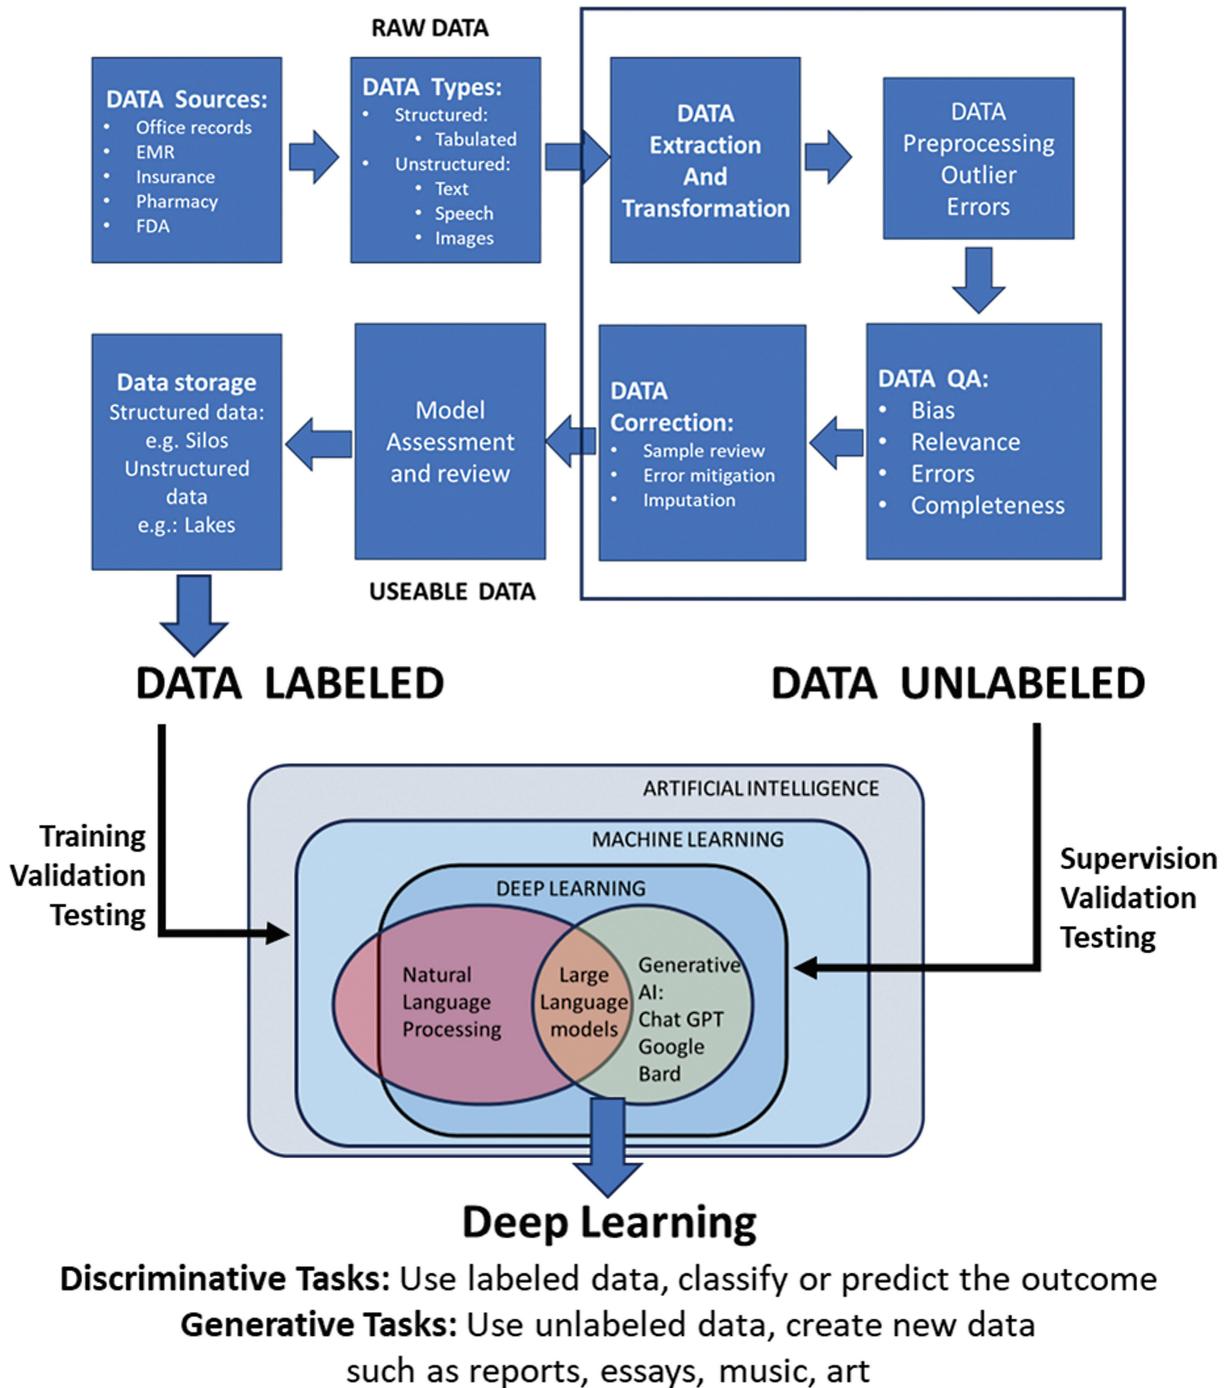 RAW DATA
DATA Sources:
• Office records
• EMR
• Insurance
• Pharmacy
• FDA
DATA Types:
• Structured:
• Tabulated
• Unstructured:
• Text
• Speech
• Images
DATA
Extraction
And
Transformation
DATA
Preprocessing
Outlier
Errors
DATA QA:
• Bias
• Relevance
• Errors
• Completeness
DATA
Correction:
• Sample review
• Error mitigation
• Imputation
Model
Assessment
and review
Data storage
Structured data:
e.g. Silos
Unstructured
data
e.g.: Lakes
USEABLE DATA
DATA LABELED
DATA UNLABELED
Training
Validation
Testing
ARTIFICIAL INTELLIGENCE
MACHINE LEARNING
DEEP LEARNING
Natural
Language
Processing
Large
Language
models
Generative
AI:
Chat GPT
Google
Bard
Supervision
Validation
Testing
Deep Learning
Discriminative Tasks: Use labeled data, classify or predict the outcome
Generative Tasks: Use unlabeled data, create new data
such as reports, essays, music, art